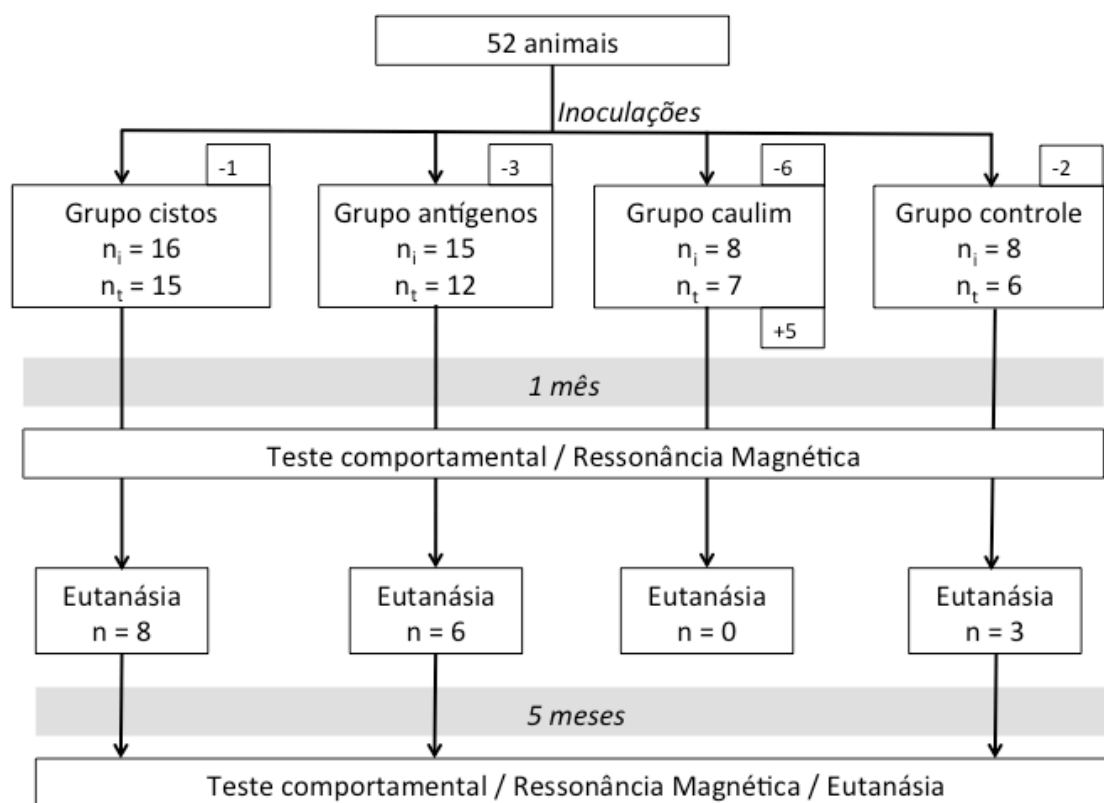 52 animais
Inoculações
-1
-3
-6
-2
Grupo cistos
nᵢ = 16
nₜ = 15
Grupo antígenos
nᵢ = 15
nₜ = 12
Grupo caulim
nᵢ = 8
nₜ = 7
Grupo controle
nᵢ = 8
nₜ = 6
+5
1 mês
Teste comportamental / Ressonância Magnética
Eutanásia
n = 8
Eutanásia
n = 6
Eutanásia
n = 0
Eutanásia
n = 3
5 meses
Teste comportamental / Ressonância Magnética / Eutanásia